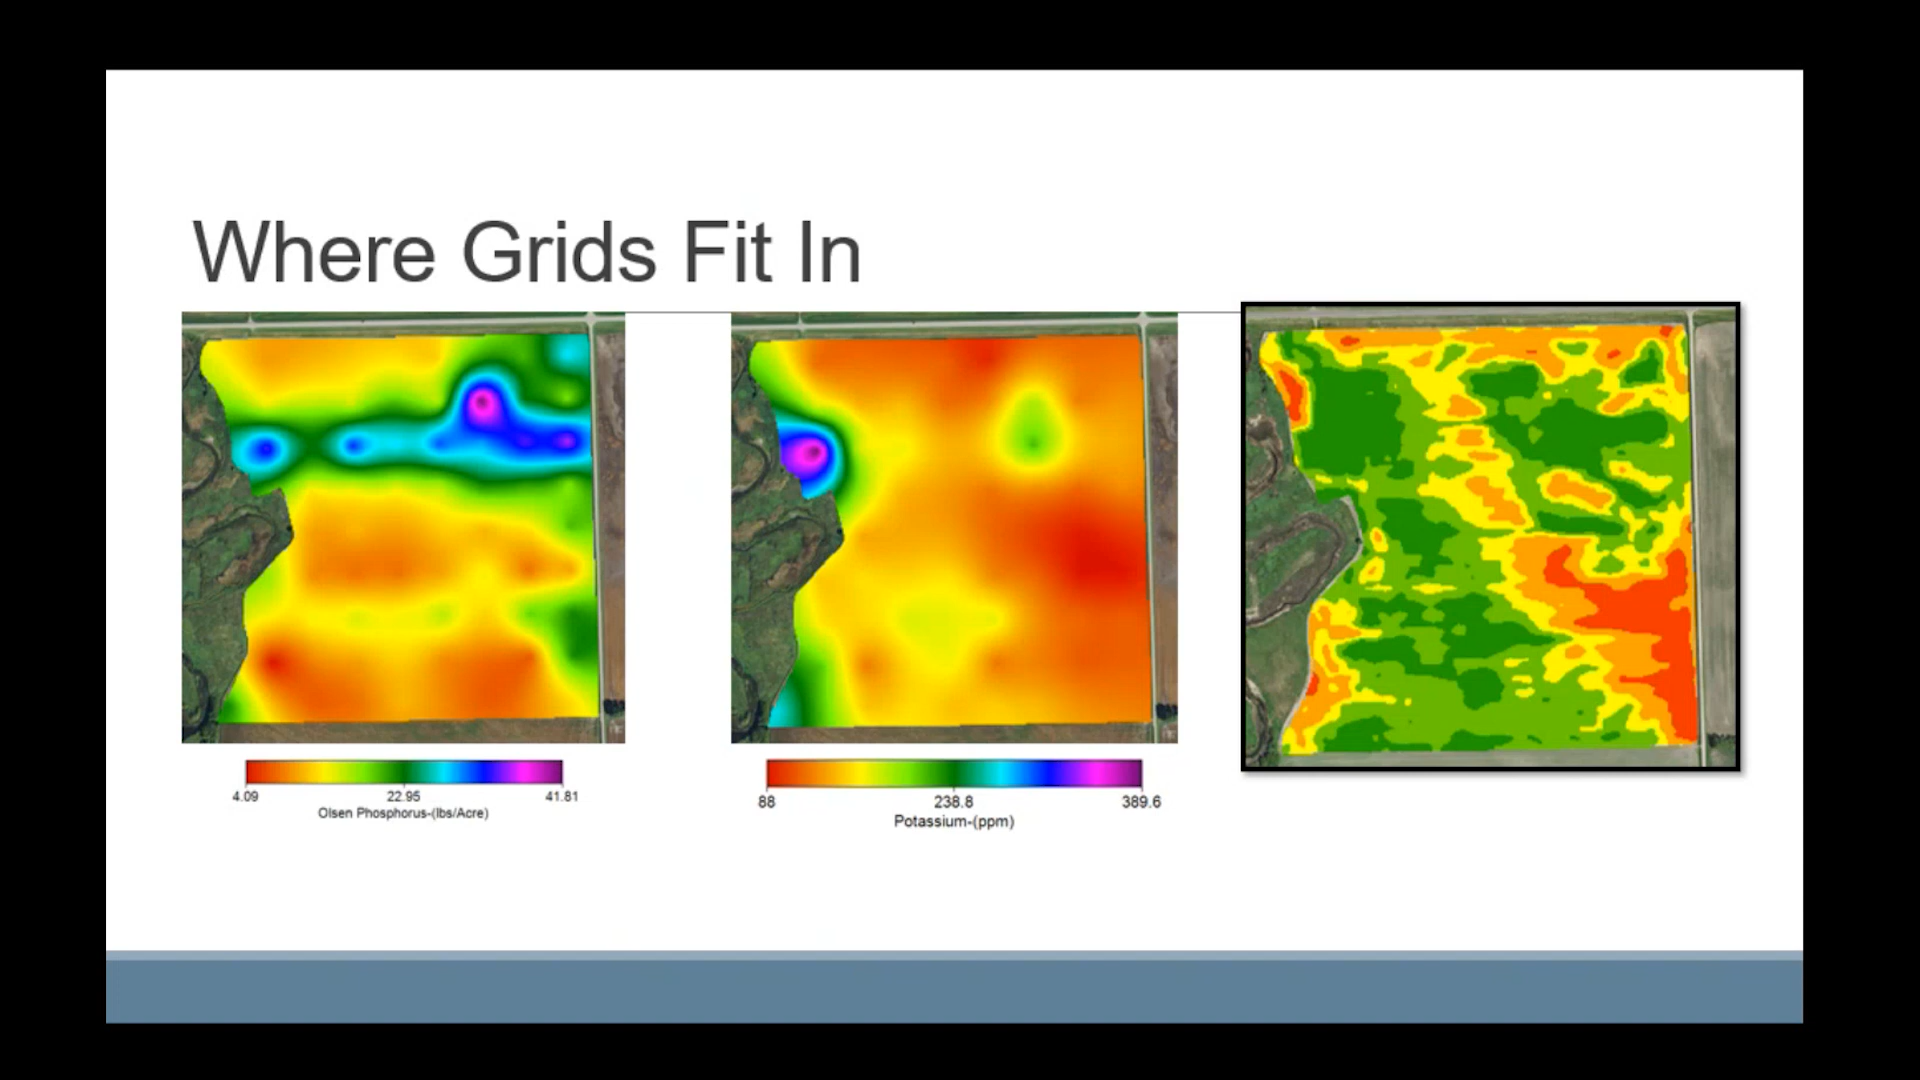 Where Grids Fit In
4.09 22.95 41.81
Olsen Phosphorus-(lbs/Acre)
88 238.8 389.6
Potassium-(ppm)